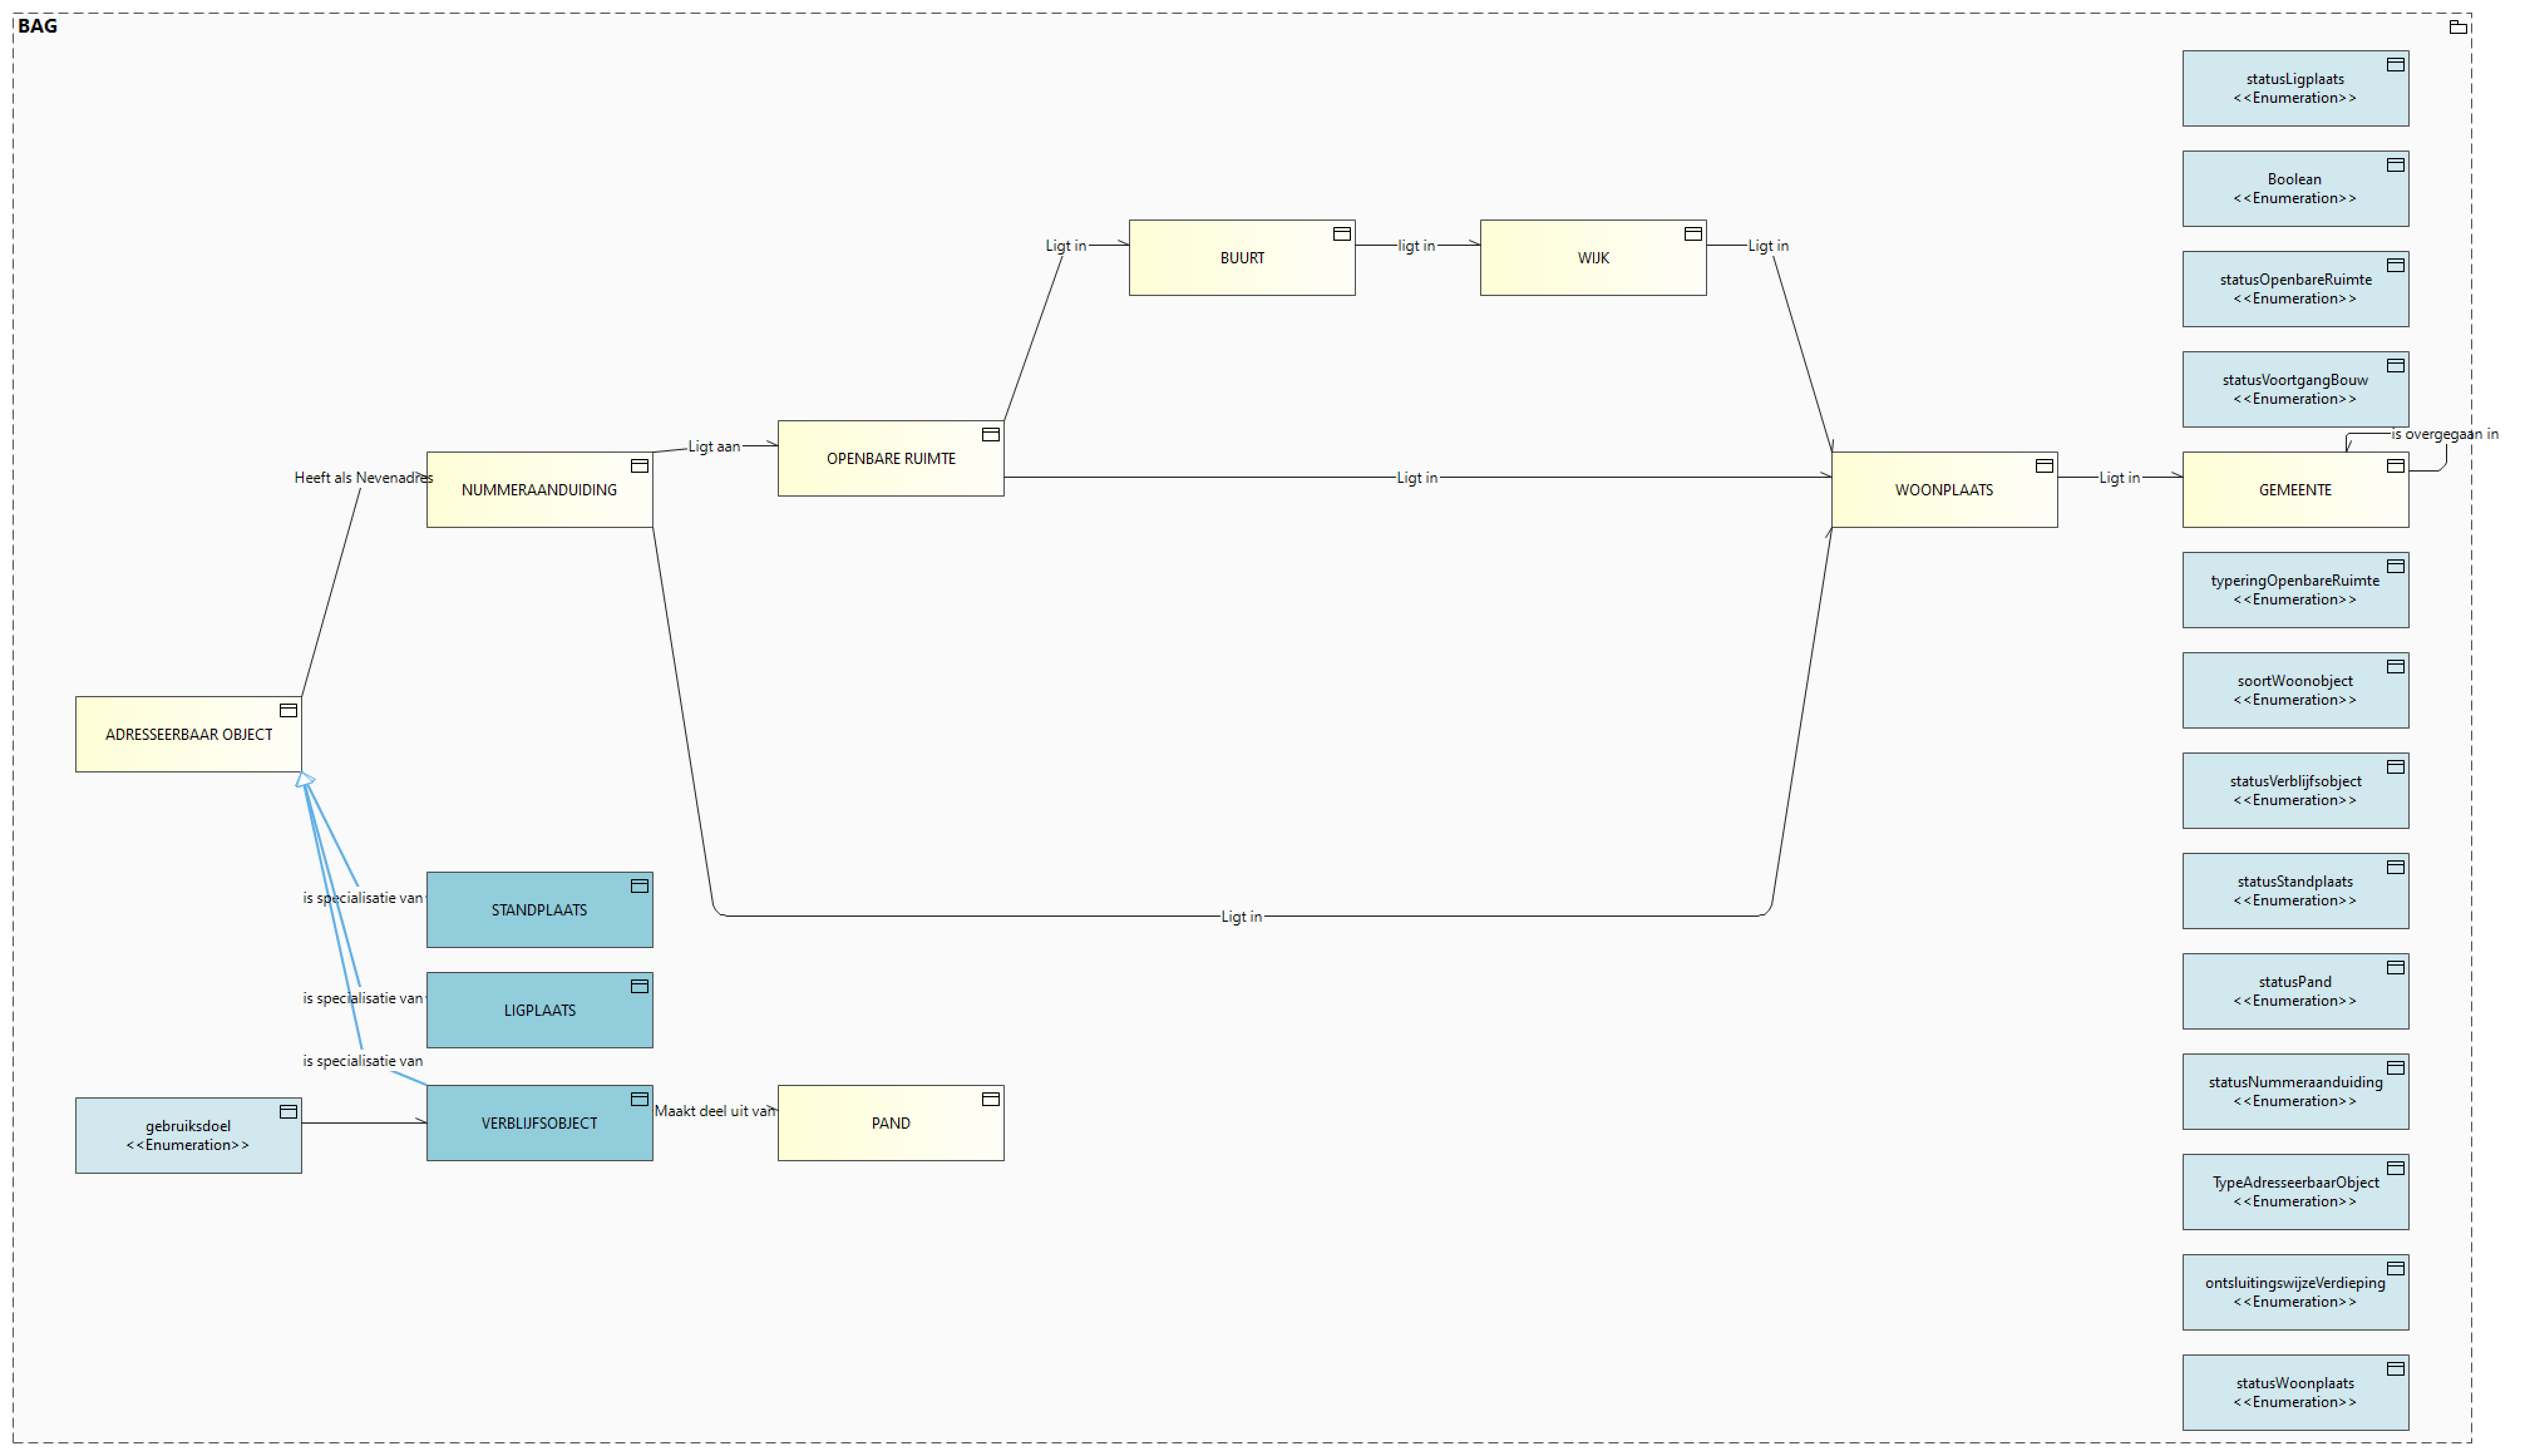 BAG
statusLigplaats
<<Enumeration>>
Boolean
<<Enumeration>>
Ligt in
BUURT
ligt in
WIJK
Ligt in
statusOpenbareRuimte
<<Enumeration>>
statusVoortgangBouw
<<Enumeration>>
is overgegaan in
Ligt aan
OPENBARE RUIMTE
Heeft als Nevenadres
NUMMERAANDUIDING
Ligt in
WOONPLAATS
Ligt in
GEMEENTE
typeringOpenbareRuimte
<<Enumeration>>
soortWoonobject
<<Enumeration>>
ADRESSEERBAAR OBJECT
statusVerblijfsobject
<<Enumeration>>
is specialisatie van
STANDPLAATS
Ligt in
statusStandplaats
<<Enumeration>>
is specialisatie van
LIGPLAATS
statusPand
<<Enumeration>>
is specialisatie van
gebruiksdoel
<<Enumeration>>
VERBLIJFSOBJECT
Maakt deel uit van
PAND
statusNummeraanduiding
<<Enumeration>>
TypeAdresseerbaarObject
<<Enumeration>>
ontsluitingswijzeVerdieping
<<Enumeration>>
statusWoonplaats
<<Enumeration>>